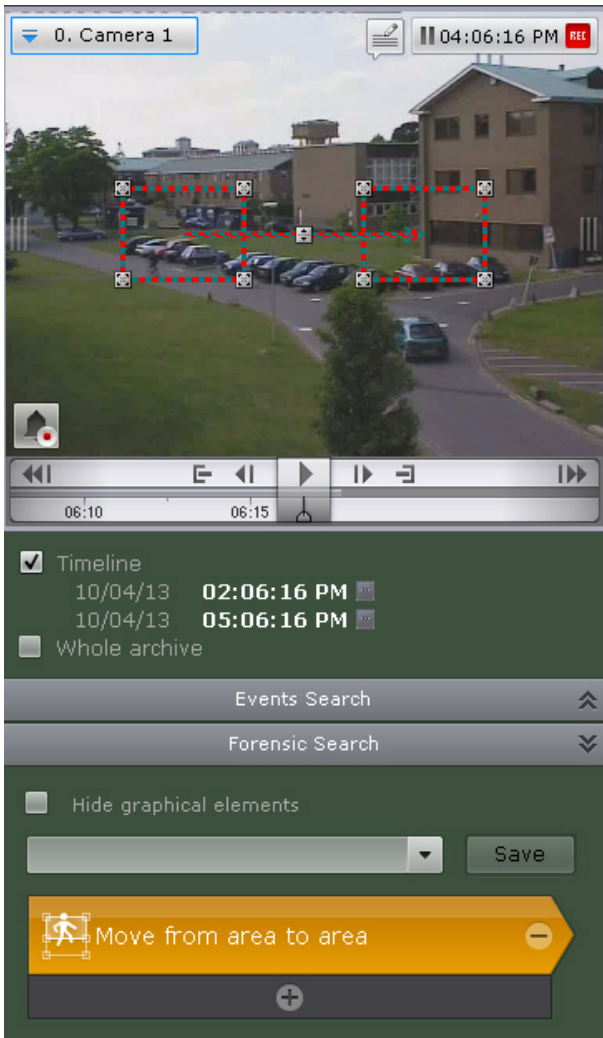 0. Camera 1
04:06:16 PM REC
06:10 06:15
Timeline
10/04/13 02:06:16 PM
10/04/13 05:06:16 PM
Whole archive
Events Search
Forensic Search
Hide graphical elements
Save
Move from area to area